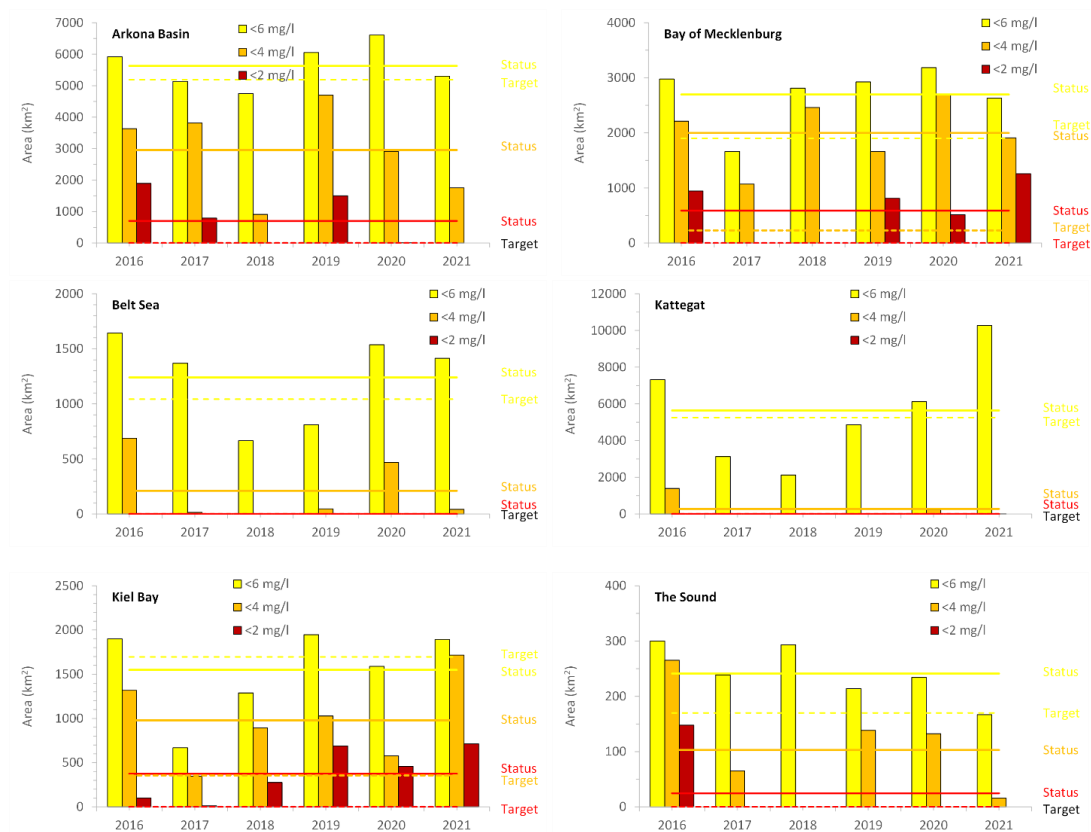 Arkona Basin
<6 mg/l
<4 mg/l
<2 mg/l
Area (km²)
7000
6000
5000
4000
3000
2000
1000
0
2016 2017 2018 2019 2020 2021
Status
Target
Status
Status
Target
Bay of Mecklenburg
<6 mg/l
<4 mg/l
<2 mg/l
Area (km²)
4000
3000
2000
1000
0
2016 2017 2018 2019 2020 2021
Status
Target
Status
Status
Target
Target
Belt Sea
<6 mg/l
<4 mg/l
<2 mg/l
Area (km²)
2000
1500
1000
500
0
2016 2017 2018 2019 2020 2021
Status
Target
Status
Status
Target
Kattegat
<6 mg/l
<4 mg/l
<2 mg/l
Area (km²)
12000
10000
8000
6000
4000
2000
0
2016 2017 2018 2019 2020 2021
Status
Target
Status
Status
Target
Kiel Bay
<6 mg/l
<4 mg/l
<2 mg/l
Area (km²)
2500
2000
1500
1000
500
0
2016 2017 2018 2019 2020 2021
Target
Status
Status
Status
Target
Target
The Sound
<6 mg/l
<4 mg/l
<2 mg/l
Area (km²)
400
300
200
100
0
2016 2017 2018 2019 2020 2021
Status
Target
Status
Status
Target